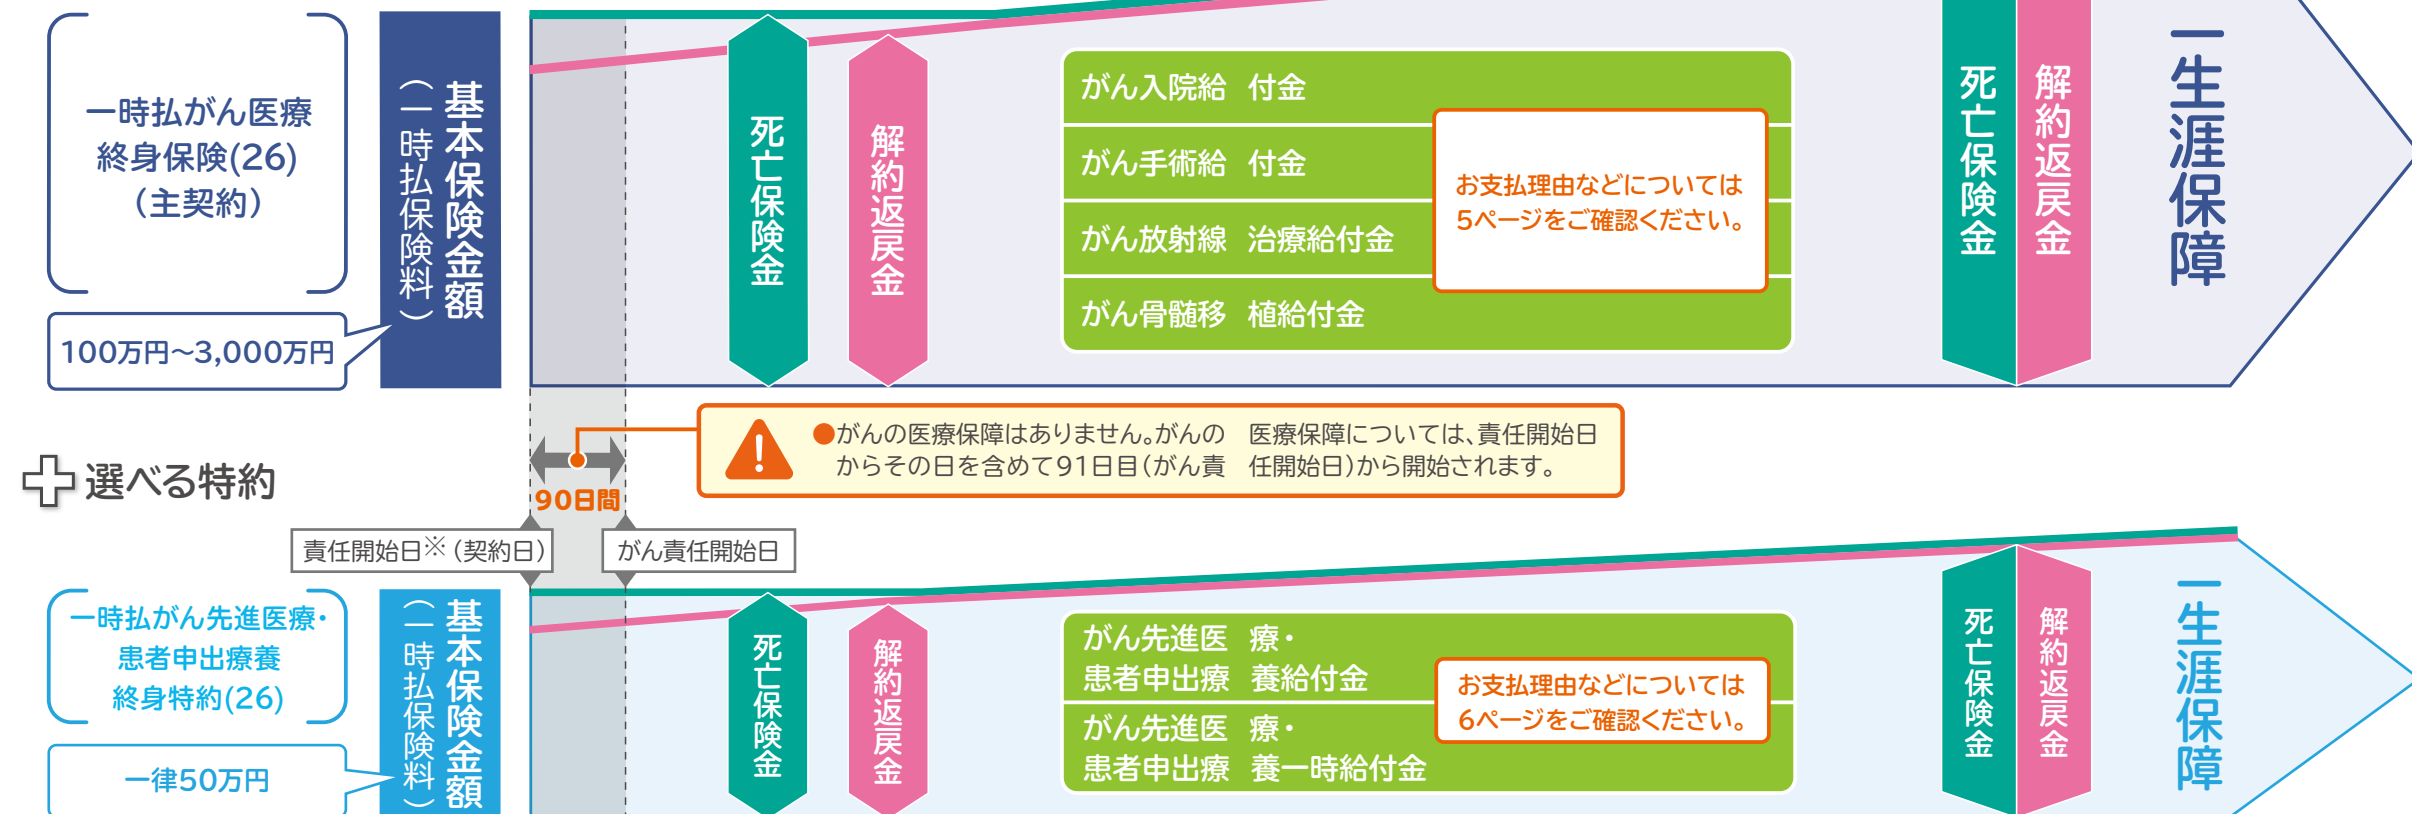 一時払がん医療
終身保険(26)
(主契約)
100万円～3,000万円
基本保険金額
(一時払保険料)
死亡保険金
解約返戻金
がん入院給 付金
がん手術給 付金
がん放射線 治療給付金
がん骨髄移 植給付金
お支払理由などについては
5ページをご確認ください。
死亡保険金
解約返戻金
一生涯保障
●がんの医療保障はありません。がんの 医療保障については、責任開始日
からその日を含めて91日目(がん責 任開始日)から開始されます。
90日間
選べる特約
責任開始日※(契約日)
がん責任開始日
一時払がん先進医療・
患者申出療養
終身特約(26)
一律50万円
基本保険金額
(一時払保険料)
死亡保険金
解約返戻金
がん先進医 療・
患者申出療 養給付金
がん先進医 療・
患者申出療 養一時給付金
お支払理由などについては
6ページをご確認ください。
死亡保険金
解約返戻金
一生涯保障